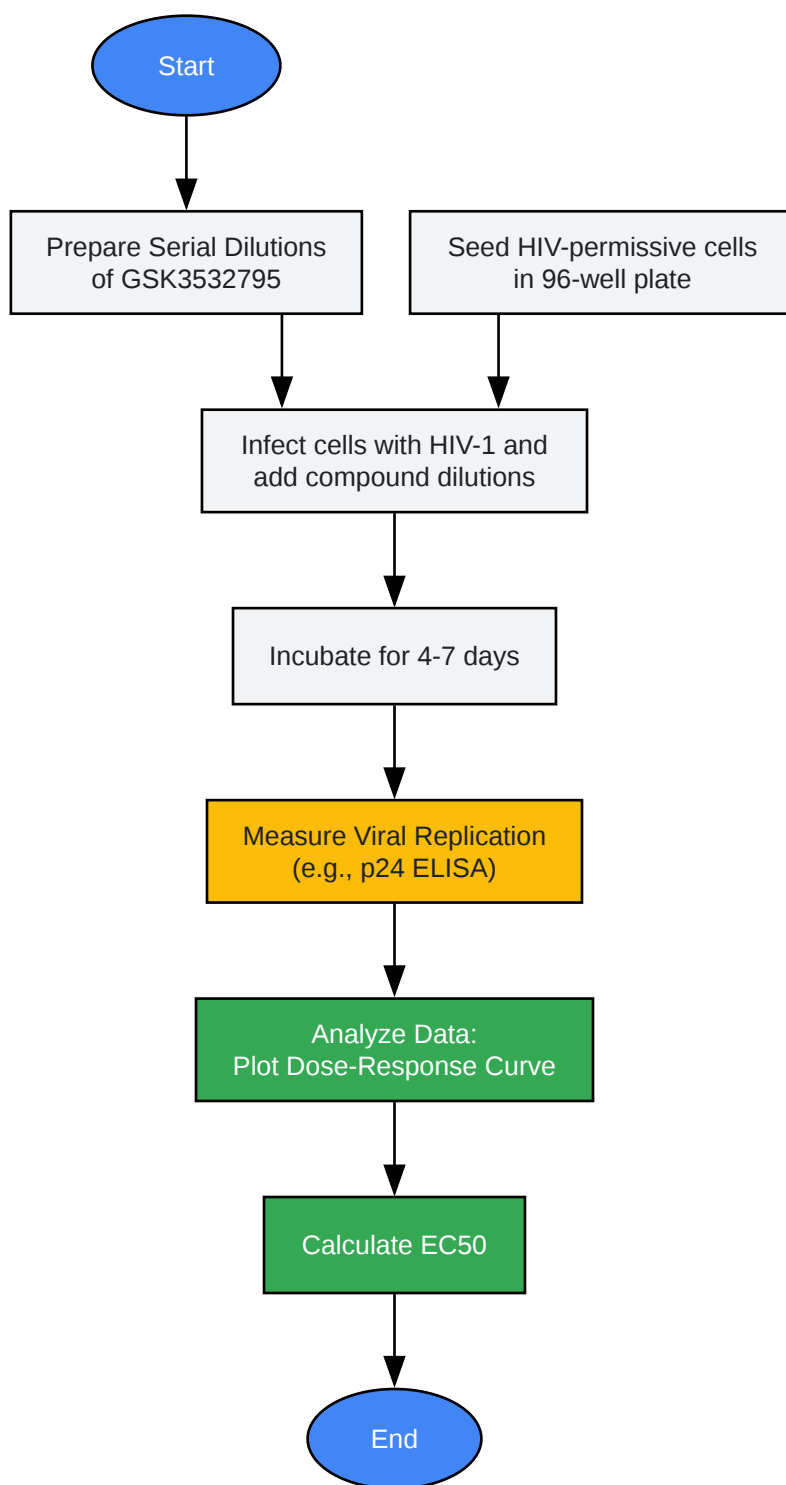 Start
Prepare Serial Dilutions
of GSK3532795
Seed HIV-permissive cells
in 96-well plate
Infect cells with HIV-1 and
add compound dilutions
Incubate for 4-7 days
Measure Viral Replication
(e.g., p24 ELISA)
Analyze Data:
Plot Dose-Response Curve
Calculate EC50
End